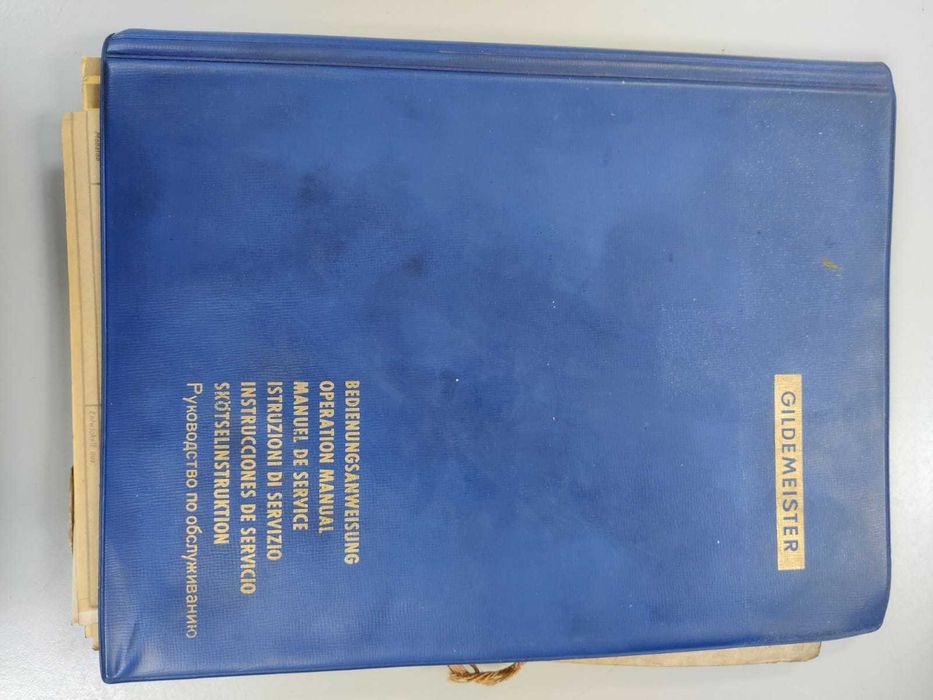 GILDEMEISTER
BEDIENUNGSANWEISUNG
OPERATION MANUAL
MANUEL DE SERVICE
ISTRUZIONI DI SERVIZIO
INSTRUCCIONES DE SERVICIO
SKÖTSELINSTRUKTION
Руководство по обслуживанию